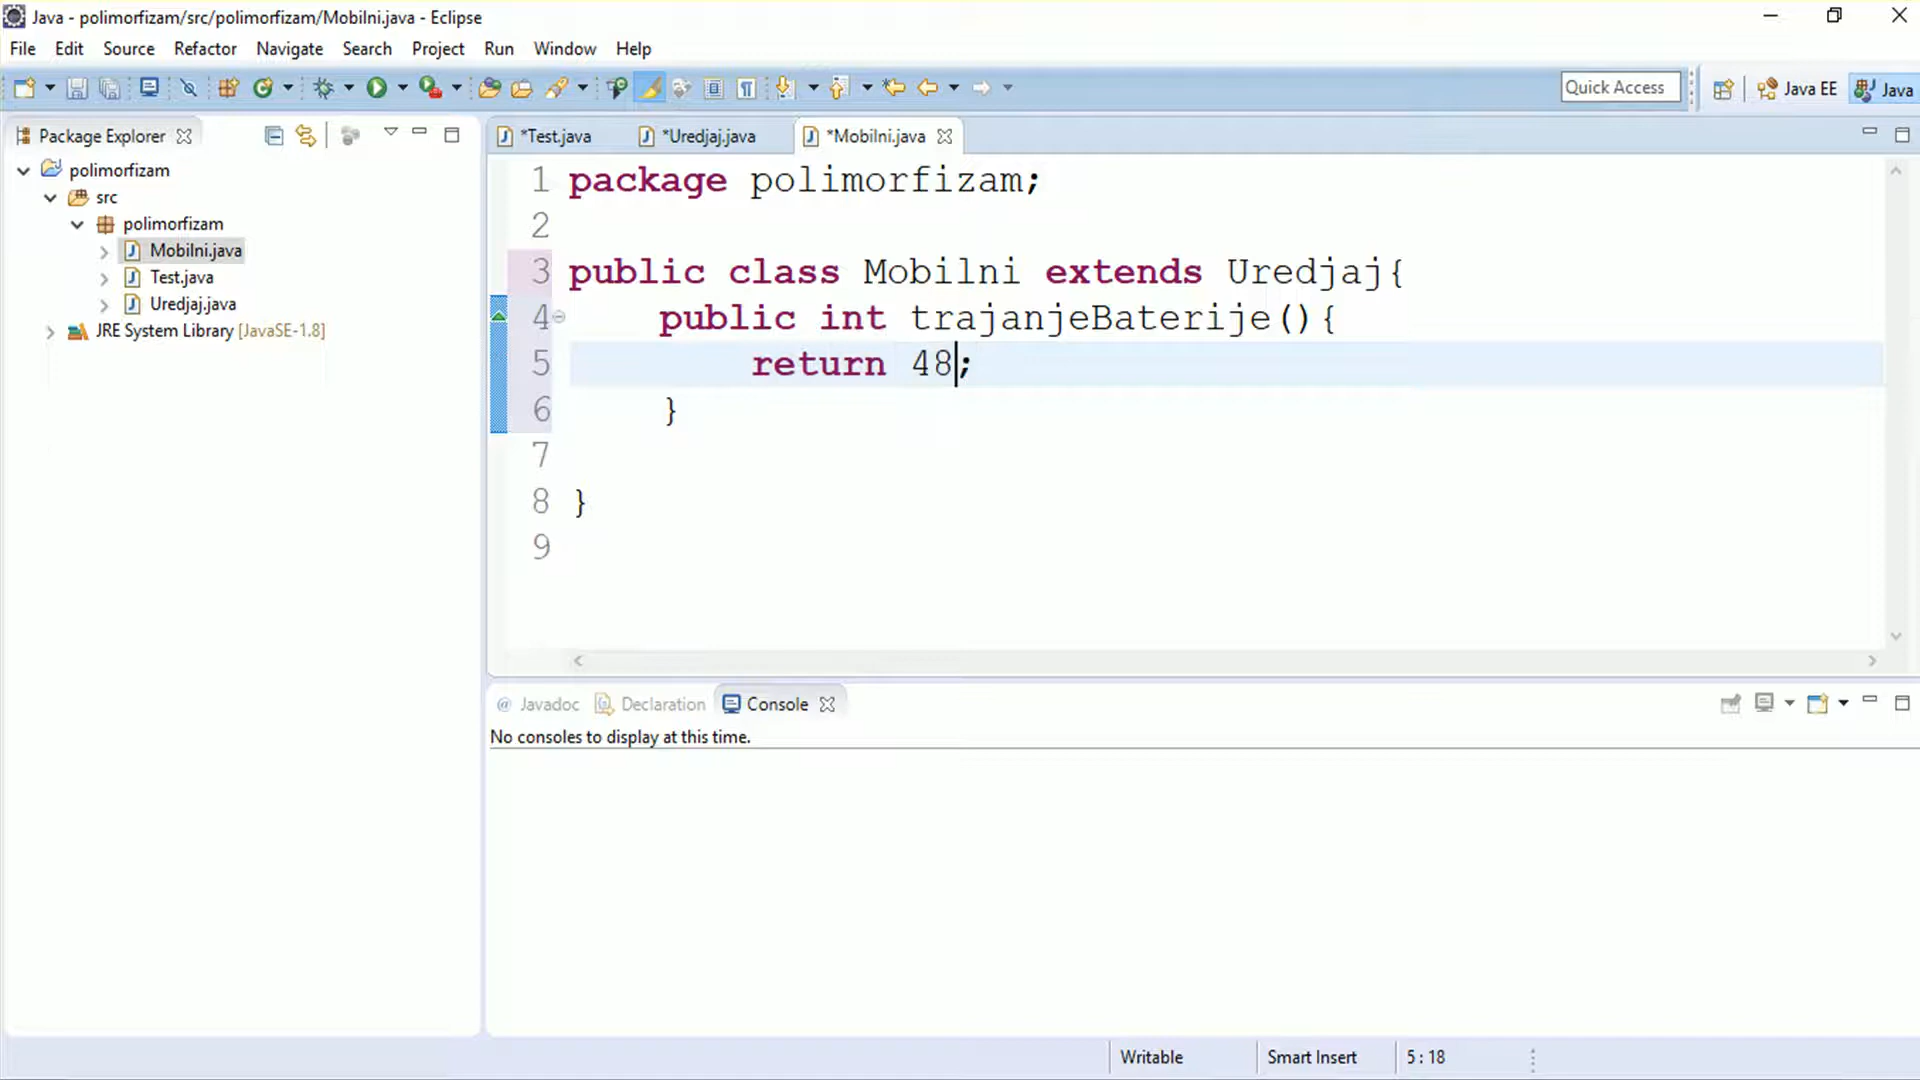 Java - polimorfizam/src/polimorfizam/Mobilni.java - Eclipse
File Edit Source Refactor Navigate Search Project Run Window Help
Quick Access
Java EE
Java
Package Explorer
polimorfizam
src
polimorfizam
Mobilni.java
Test.java
Uredjaj.java
JRE System Library [JavaSE-1.8]
*Test.java *Uredjaj.java *Mobilni.java
1 package polimorfizam;
2
3 public class Mobilni extends Uredjaj{
4 public int trajanjeBaterije(){
5 return 48;
6 }
7
8 }
9
@ Javadoc Declaration Console
No consoles to display at this time.
Writable Smart Insert 5 : 18